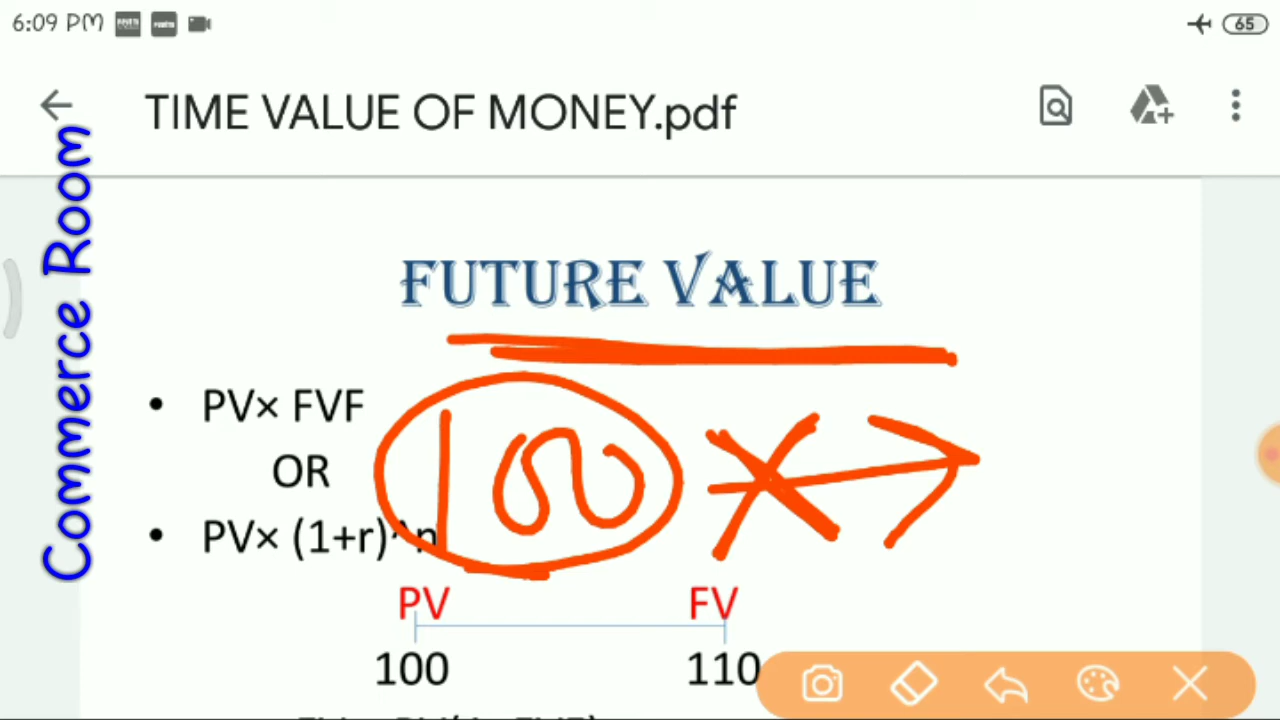 6:09 PM
65
TIME VALUE OF MONEY.pdf
Commerce Room
FUTURE VALUE
• PV× FVF
OR
• PV× (1+r)^n
100 ×
PV FV
100 110